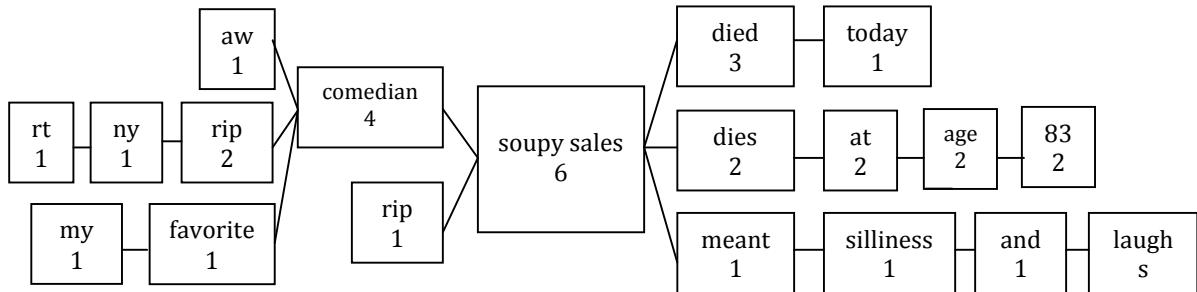 aw
1
rt
1
ny
1
rip
2
my
1
favorite
1
comedian
4
rip
1
soupy sales
6
died
3
today
1
dies
2
at
2
age
2
83
2
meant
1
silliness
1
and
1
laugh
s